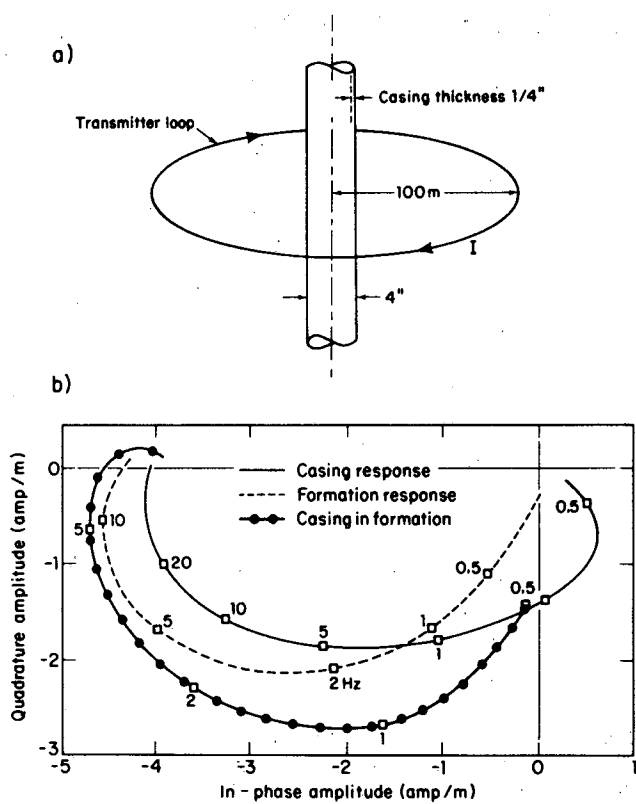 a)
Casing thickness 1/4"
Transmitter loop
100m
I
4"
b)
Quadrature amplitude (amp/m)
0
-1
-2
-3
-5
-4
-3
-2
-1
0
1
In-phase amplitude (amp/m)
Casing response
Formation response
Casing in formation
5
10
20
10
5
1
0.5
5
2 Hz
1
0.5
2
1
0.5